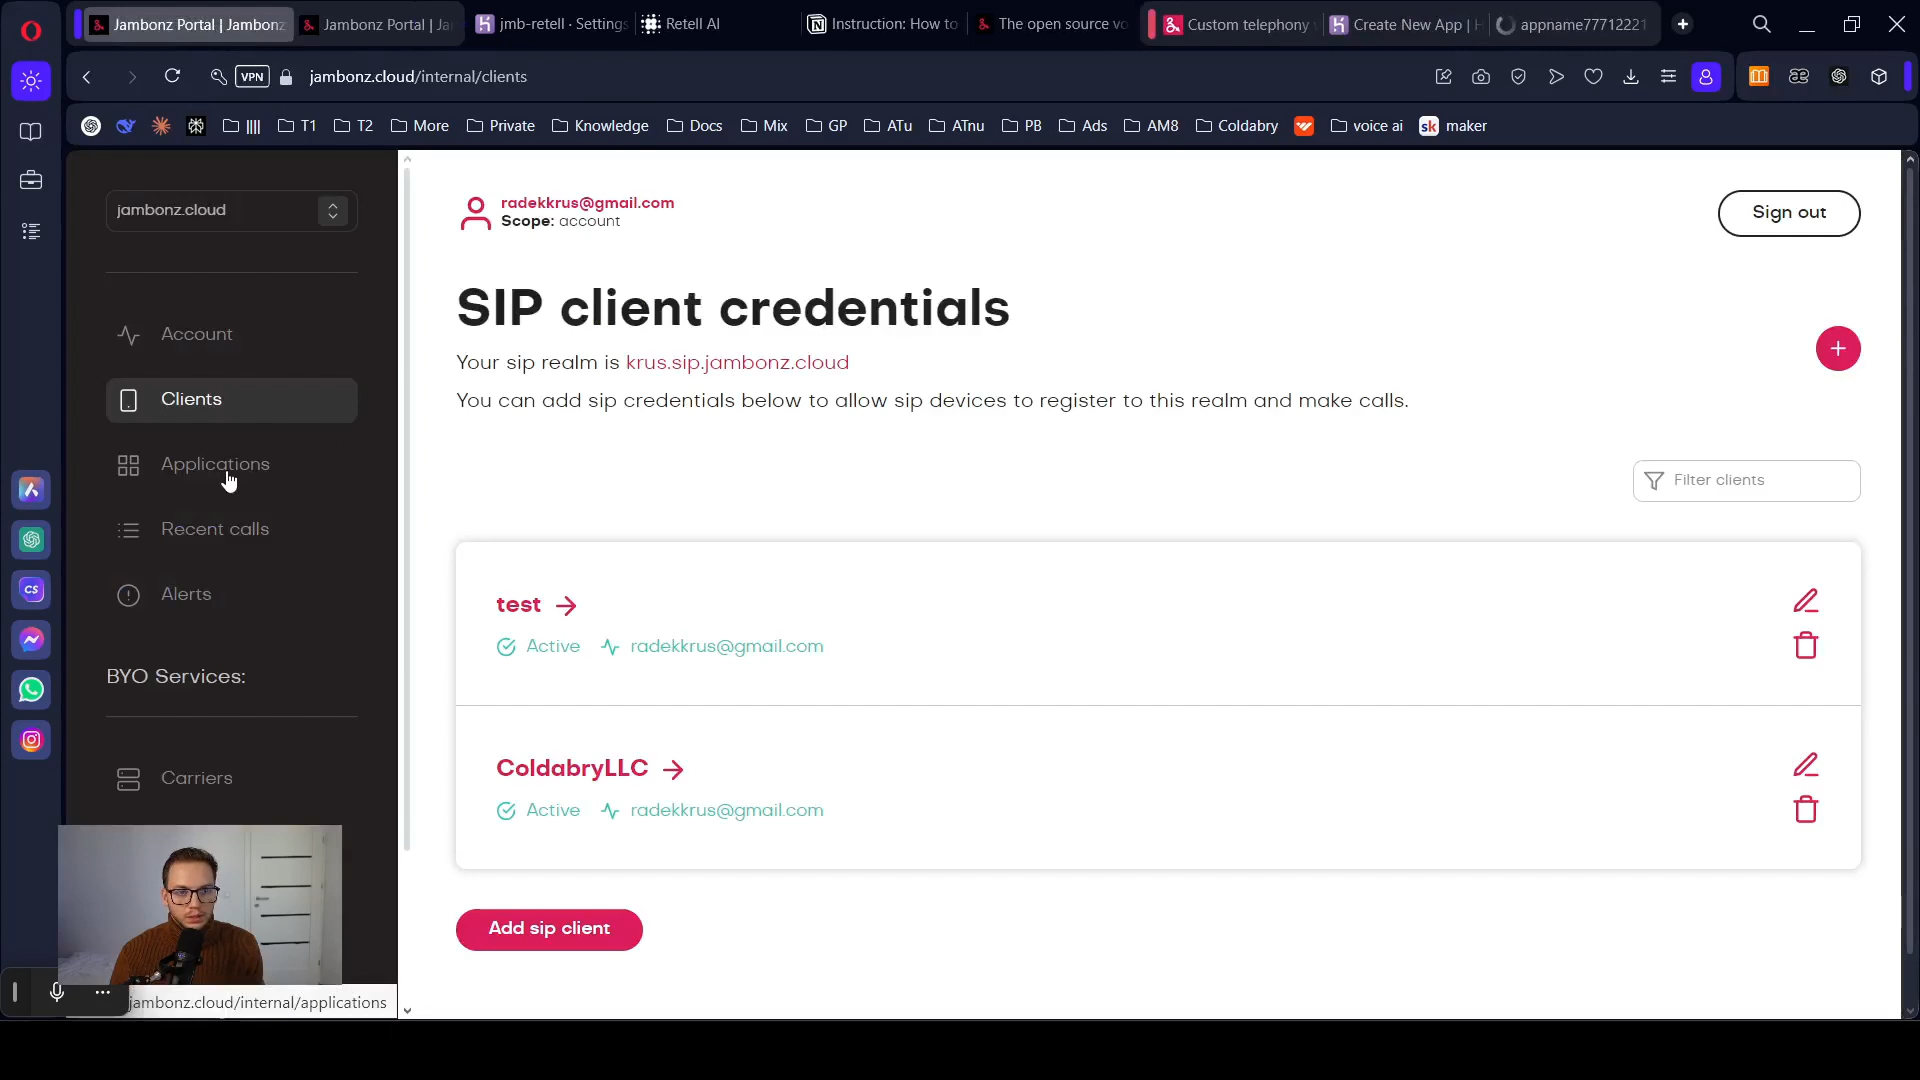 Jambonz Portal | Jambonz
Jambonz Portal | Ja
jmb-retell · Settings
Retell AI
Instruction: How to
The open source vo
Custom telephony
Create New App | H
appname77712221
VPN
jambonz.cloud/internal/clients
||||
T1
T2
More
Private
Knowledge
Docs
Mix
GP
ATu
ATnu
PB
Ads
AM8
Coldabry
voice ai
sk
maker
jambonz.cloud
radekkrus@gmail.com
Scope: account
Sign out
SIP client credentials
Your sip realm is krus.sip.jambonz.cloud
You can add sip credentials below to allow sip devices to register to this realm and make calls.
Account
Clients
Applications
Recent calls
Alerts
BYO Services:
Carriers
Filter clients
test
Active radekkrus@gmail.com
ColdabryLLC
Active radekkrus@gmail.com
Add sip client
CS
jambonz.cloud/internal/applications